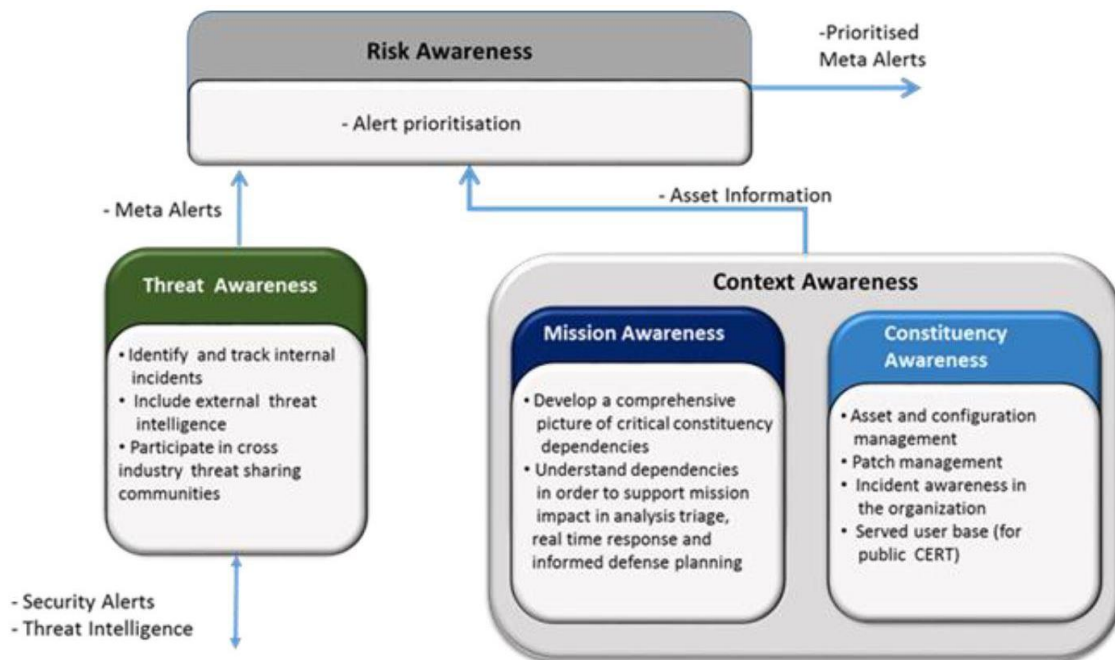 Risk Awareness
- Alert prioritisation
-Prioritised
Meta Alerts
- Meta Alerts
- Asset Information
Threat Awareness
• Identify and track internal
incidents
• Include external threat
intelligence
• Participate in cross
industry threat sharing
communities
- Security Alerts
- Threat Intelligence
Context Awareness
Mission Awareness
• Develop a comprehensive
picture of critical constituency
dependencies
• Understand dependencies
in order to support mission
impact in analysis triage,
real time response and
informed defense planning
Constituency
Awareness
• Asset and configuration
management
• Patch management
• Incident awareness in
the organization
• Served user base (for
public CERT)